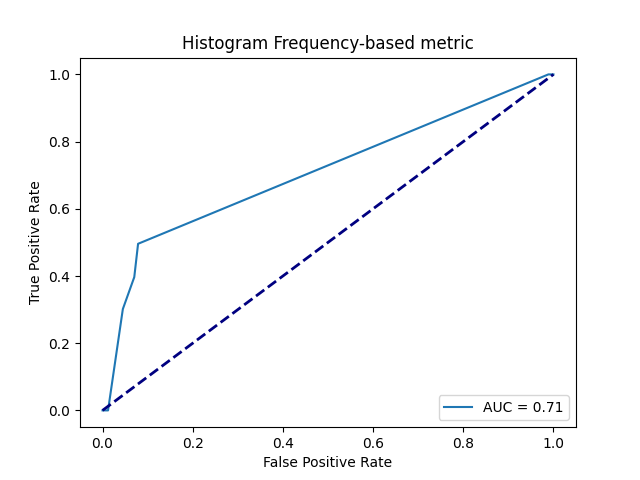 Histogram Frequency-based metric
1.0
0.8
0.6
0.4
0.2
0.0
True Positive Rate
AUC = 0.71
0.0 0.2 0.4 0.6 0.8 1.0
False Positive Rate